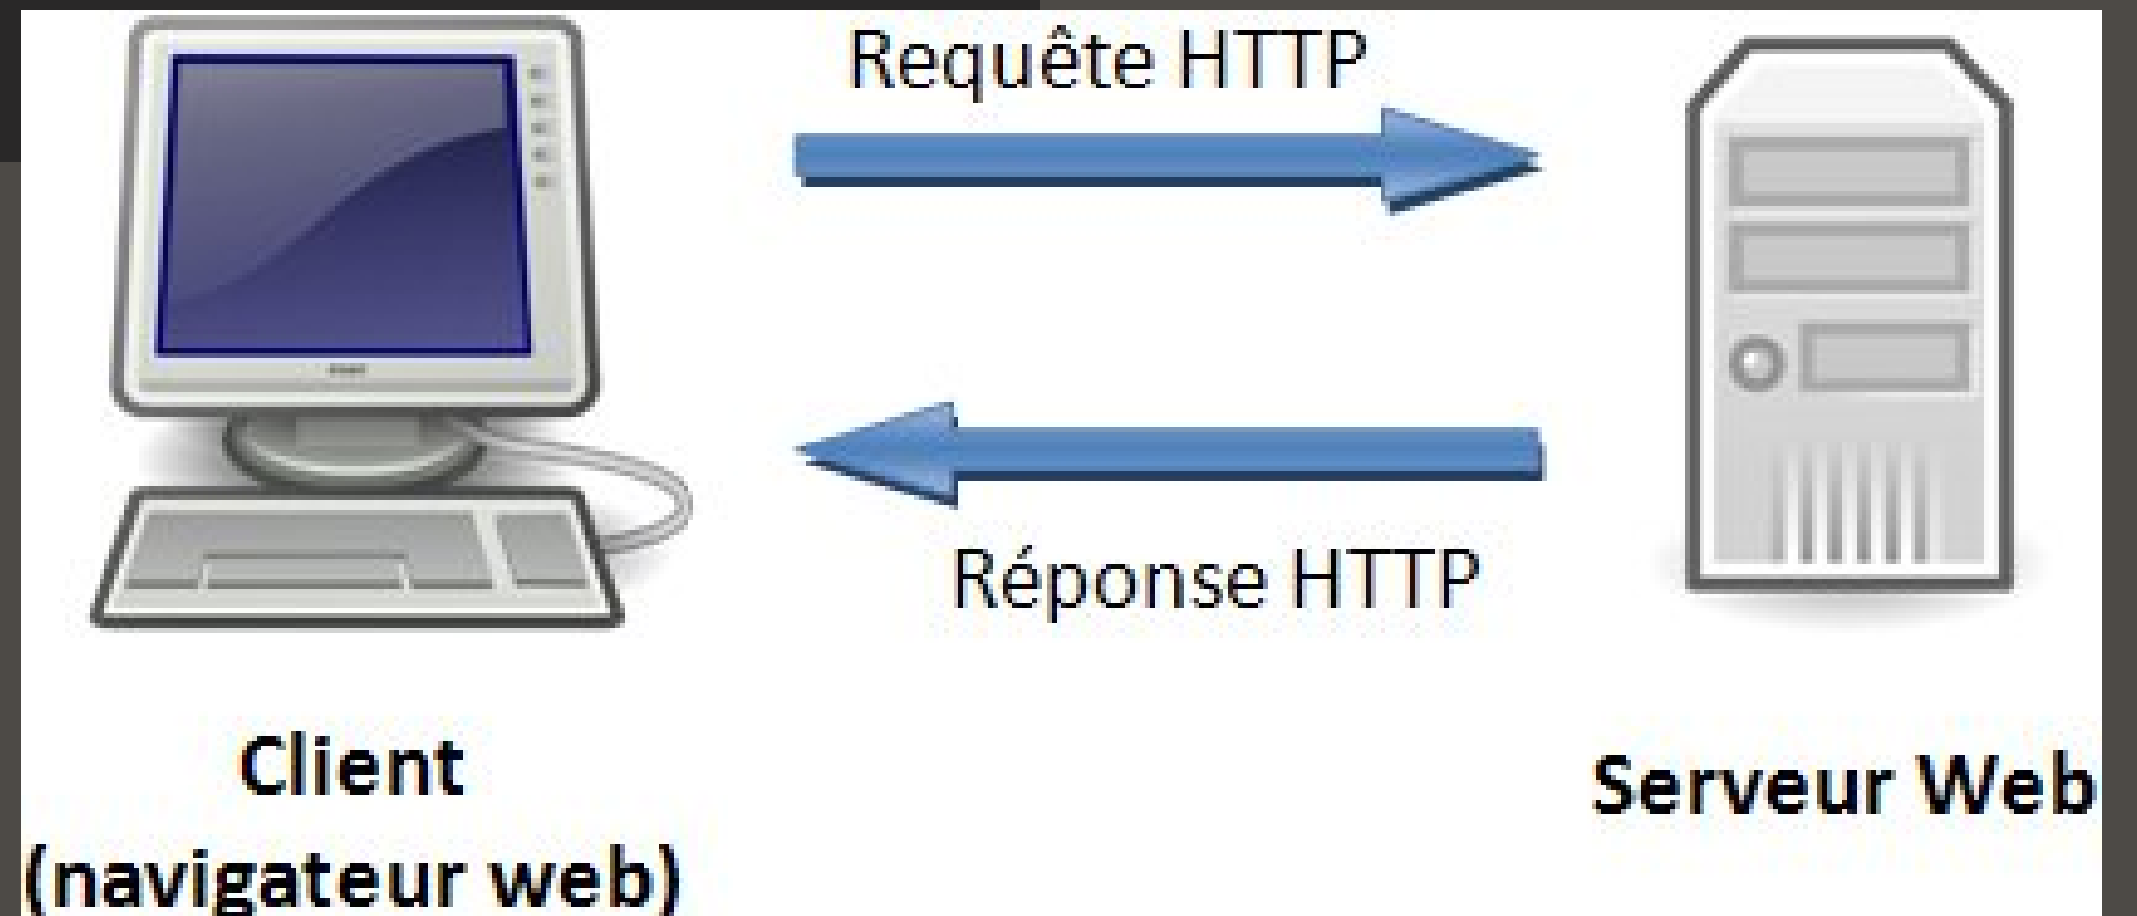 Requête HTTP
Réponse HTTP
Client
(navigateur web)
Serveur Web